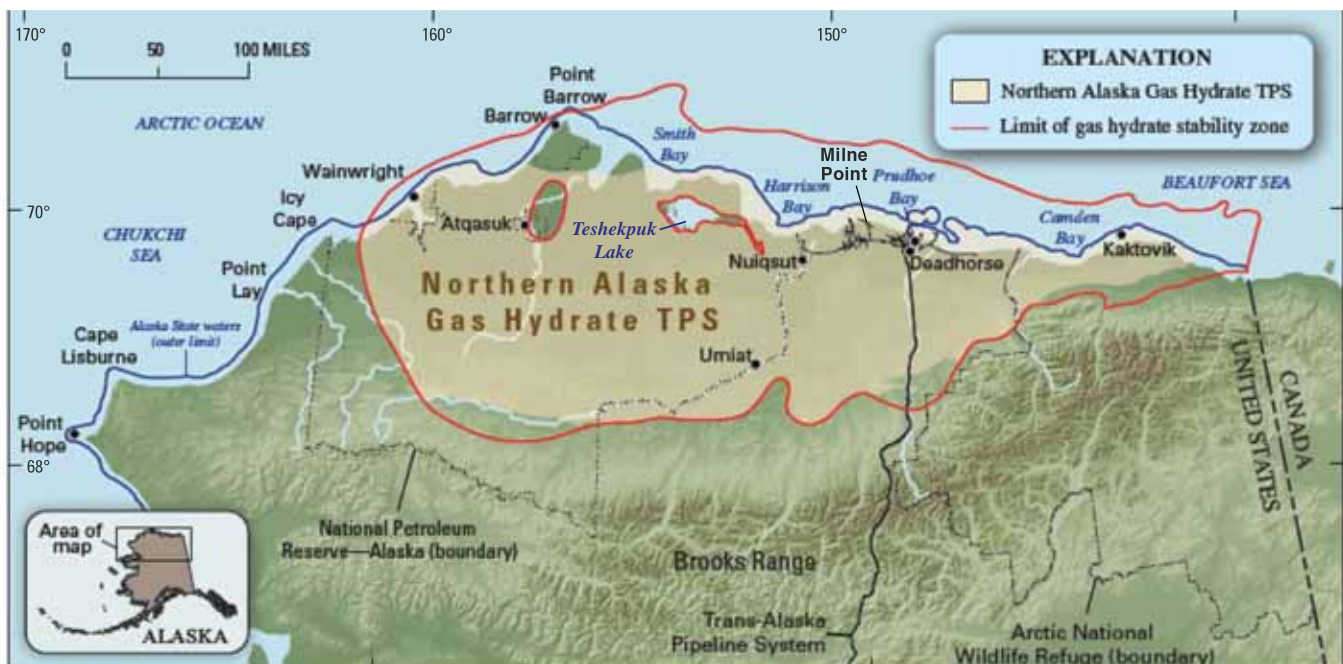 170°
160°
150°
0 50 100 MILES
EXPLANATION
Northern Alaska Gas Hydrate TPS
Limit of gas hydrate stability zone
ARCTIC OCEAN
Point
Barrow
Barrow
Smith
Bay
Wainwright
Milne
Point
Prudhoe
Bay
Harrison
Bay
BEAUFORT SEA
Icy
Cape
70°
CHUKCHI
SEA
Atqasuk
Teshekpuk
Lake
Camden
Bay
Kaktovik
Nuiqsut
Deadhorse
Point
Lay
Northern Alaska
Gas Hydrate TPS
Alaska State waters
(outer limit)
Cape
Lisburne
Umiat
Point
Hope
68°
CANADA
UNITED STATES
National Petroleum
Reserve—Alaska (boundary)
Brooks Range
Trans-Alaska
Pipeline System
Arctic National
Wildlife Refuge (boundary)
Area of
map
ALASKA